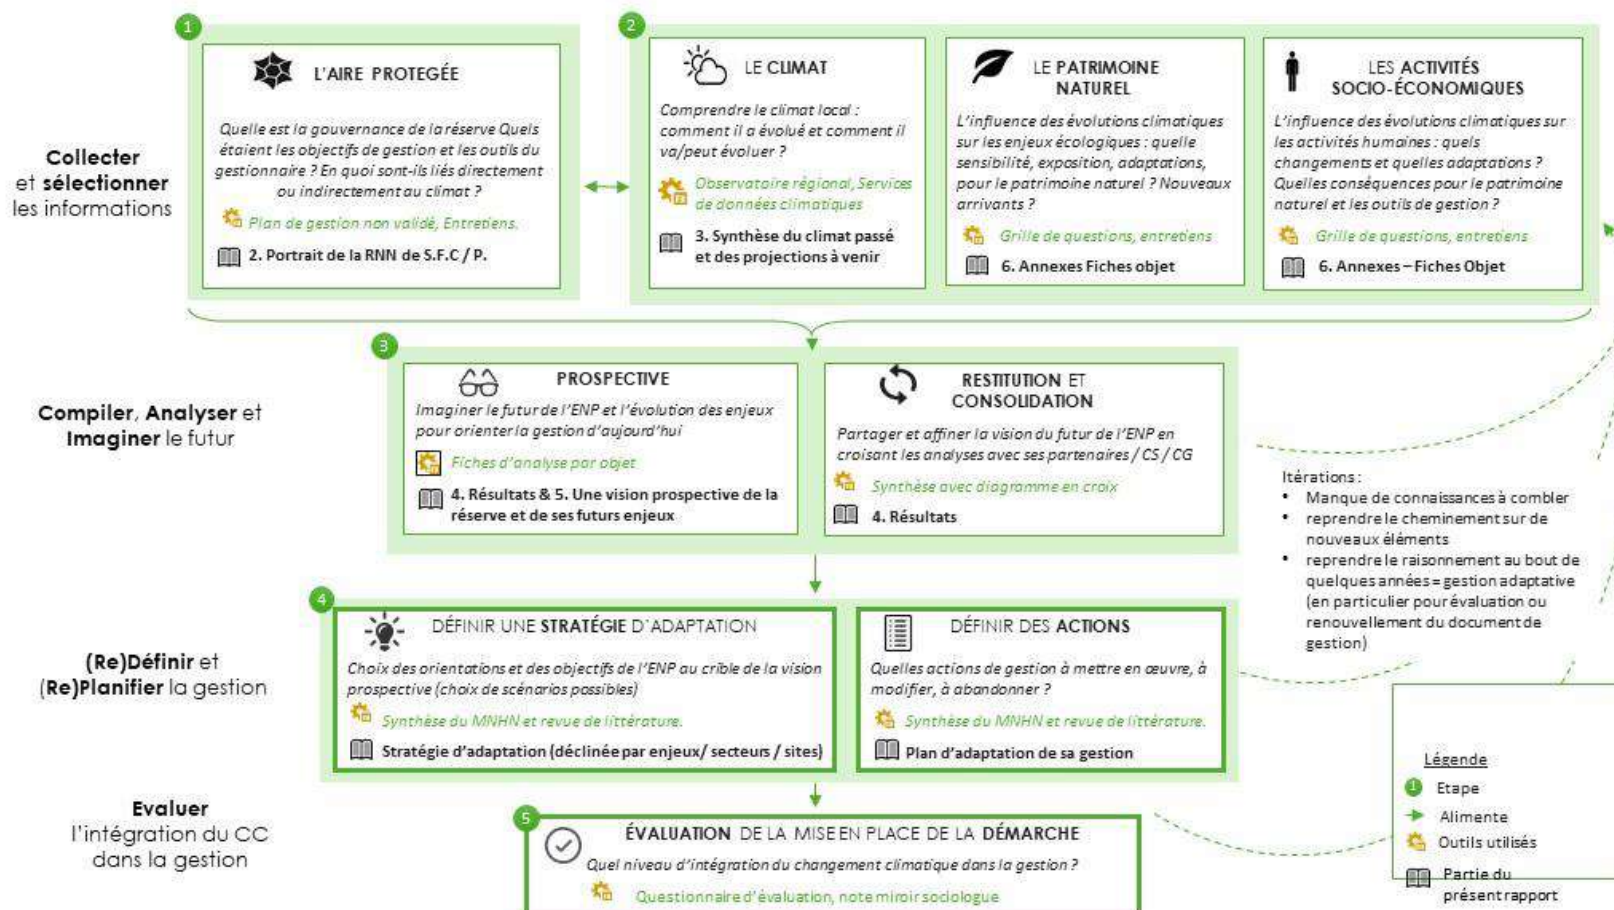 1
2
L'AIRE PROTEGÉE
Quelle est la gouvernance de la réserve Quels
étaient les objectifs de gestion et les outils du
gestionnaire ? En quoi sont-ils liés directement
ou indirectement au climat ?
Plan de gestion non validé, Entretiens.
2. Portrait de la RNN de S.F.C / P.
LE CLIMAT
Comprendre le climat local :
comment il a évolué et comment il
va/peut évoluer ?
Observatoire régional, Services
de données climatiques
3. Synthèse du climat passé
et des projections à venir
LE PATRIMOINE
NATUREL
L'influence des évolutions climatiques
sur les enjeux écologiques : quelle
sensibilité, exposition, adaptations,
pour le patrimoine naturel ? Nouveaux
arrivants ?
Grille de questions, entretiens
6. Annexes Fiches objet
LES ACTIVITÉS
SOCIO-ÉCONOMIQUES
L'influence des évolutions climatiques sur
les activités humaines : quels
changements et quelles adaptations ?
Quelles conséquences pour le patrimoine
naturel et les outils de gestion ?
Grille de questions, entretiens
6. Annexes – Fiches Objet
Collecter
et sélectionner
les informations
3
PROSPECTIVE
Imaginer le futur de l'ENP et l'évolution des enjeux
pour orienter la gestion d'aujourd'hui
Fiches d'analyse par objet
4. Résultats & 5. Une vision prospective de la
réserve et de ses futurs enjeux
RESTITUTION ET
CONSOLIDATION
Partager et affiner la vision du futur de l'ENP en
croisant les analyses avec ses partenaires / CS / CG
Synthèse avec diagramme en croix
4. Résultats
Compiler, Analyser et
Imaginer le futur
Itérations :
• Manque de connaissances à combler
• reprendre le cheminement sur de
nouveaux éléments
• reprendre le raisonnement au bout de
quelques années = gestion adaptative
(en particulier pour évaluation ou
renouvellement du document de
gestion)
4
DÉFINIR UNE STRATÉGIE D'ADAPTATION
Choix des orientations et des objectifs de l'ENP au crible de la vision
prospective (choix de scénarios possibles)
Synthèse du MNHN et revue de littérature.
Stratégie d'adaptation (déclinée par enjeux/ secteurs / sites)
DÉFINIR DES ACTIONS
Quelles actions de gestion à mettre en œuvre, à
modifier, à abandonner ?
Synthèse du MNHN et revue de littérature.
Plan d'adaptation de sa gestion
(Re)Définir et
(Re)Planifier la gestion
5
ÉVALUATION DE LA MISE EN PLACE DE LA DÉMARCHE
Quel niveau d'intégration du changement climatique dans la gestion ?
Questionnaire d'évaluation, note miroir sociologue
Evaluer
l'intégration du CC
dans la gestion
Légende
1 Etape
Alimente
Outils utilisés
Partie du
présent rapport